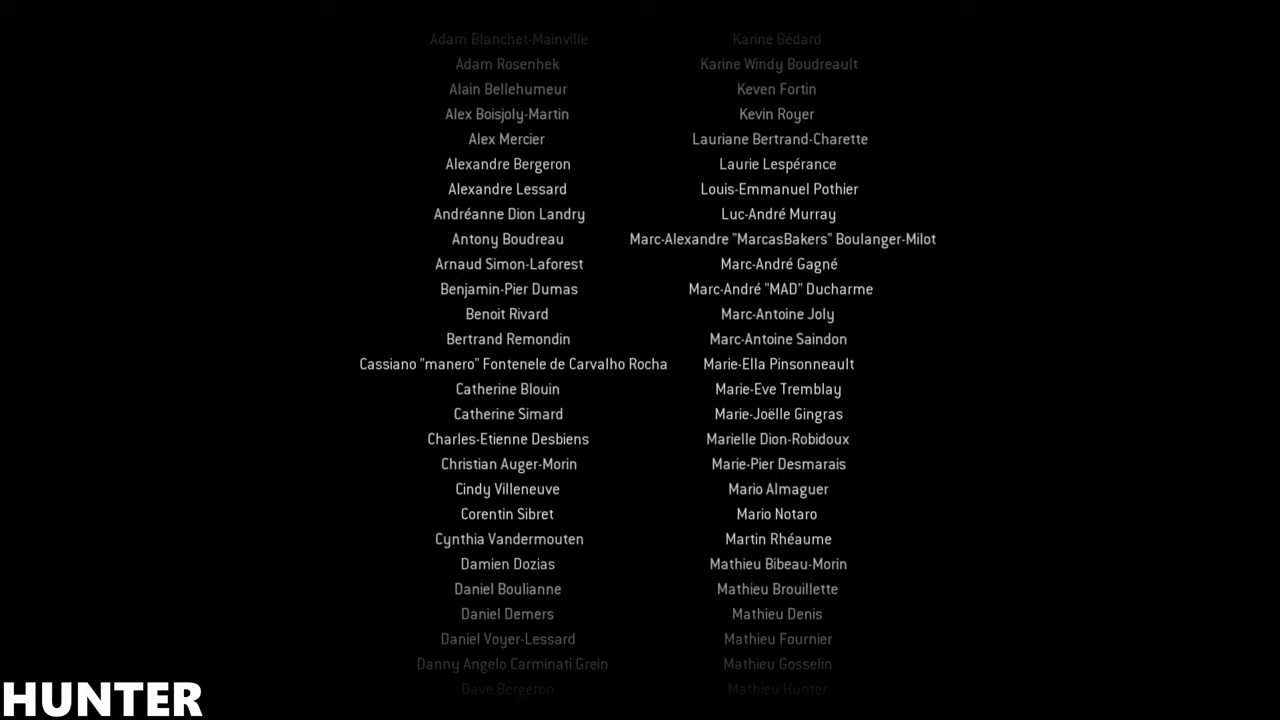 Adam Blanchet-Mainville
Adam Rosenhek
Alain Bellehumeur
Alex Boisjoly-Martin
Alex Mercier
Alexandre Bergeron
Alexandre Lessard
Andréanne Dion Landry
Antony Boudreau
Arnaud Simon-Laforest
Benjamin-Pier Dumas
Benoit Rivard
Bertrand Remondin
Cassiano "manero" Fontenele de Carvalho Rocha
Catherine Blouin
Catherine Simard
Charles-Etienne Desbiens
Christian Auger-Morin
Cindy Villeneuve
Corentin Sibret
Cynthia Vandermouten
Damien Dozias
Daniel Boulianne
Daniel Demers
Daniel Voyer-Lessard
Danny Angelo Carminati Grein
Dave Bergeron
Karine Bédard
Karine Windy Boudreault
Keven Fortin
Kevin Royer
Lauriane Bertrand-Charette
Laurie Lespérance
Louis-Emmanuel Pothier
Luc-André Murray
Marc-Alexandre "MarcasBakers" Boulanger-Milot
Marc-André Gagné
Marc-André "MAD" Ducharme
Marc-Antoine Joly
Marc-Antoine Saindon
Marie-Ella Pinsonneault
Marie-Eve Tremblay
Marie-Joëlle Gingras
Marielle Dion-Robidoux
Marie-Pier Desmarais
Mario Almaguer
Mario Notaro
Martin Rhéaume
Mathieu Bibeau-Morin
Mathieu Brouillette
Mathieu Denis
Mathieu Fournier
Mathieu Gosselin
Mathieu Hunter
HUNTER